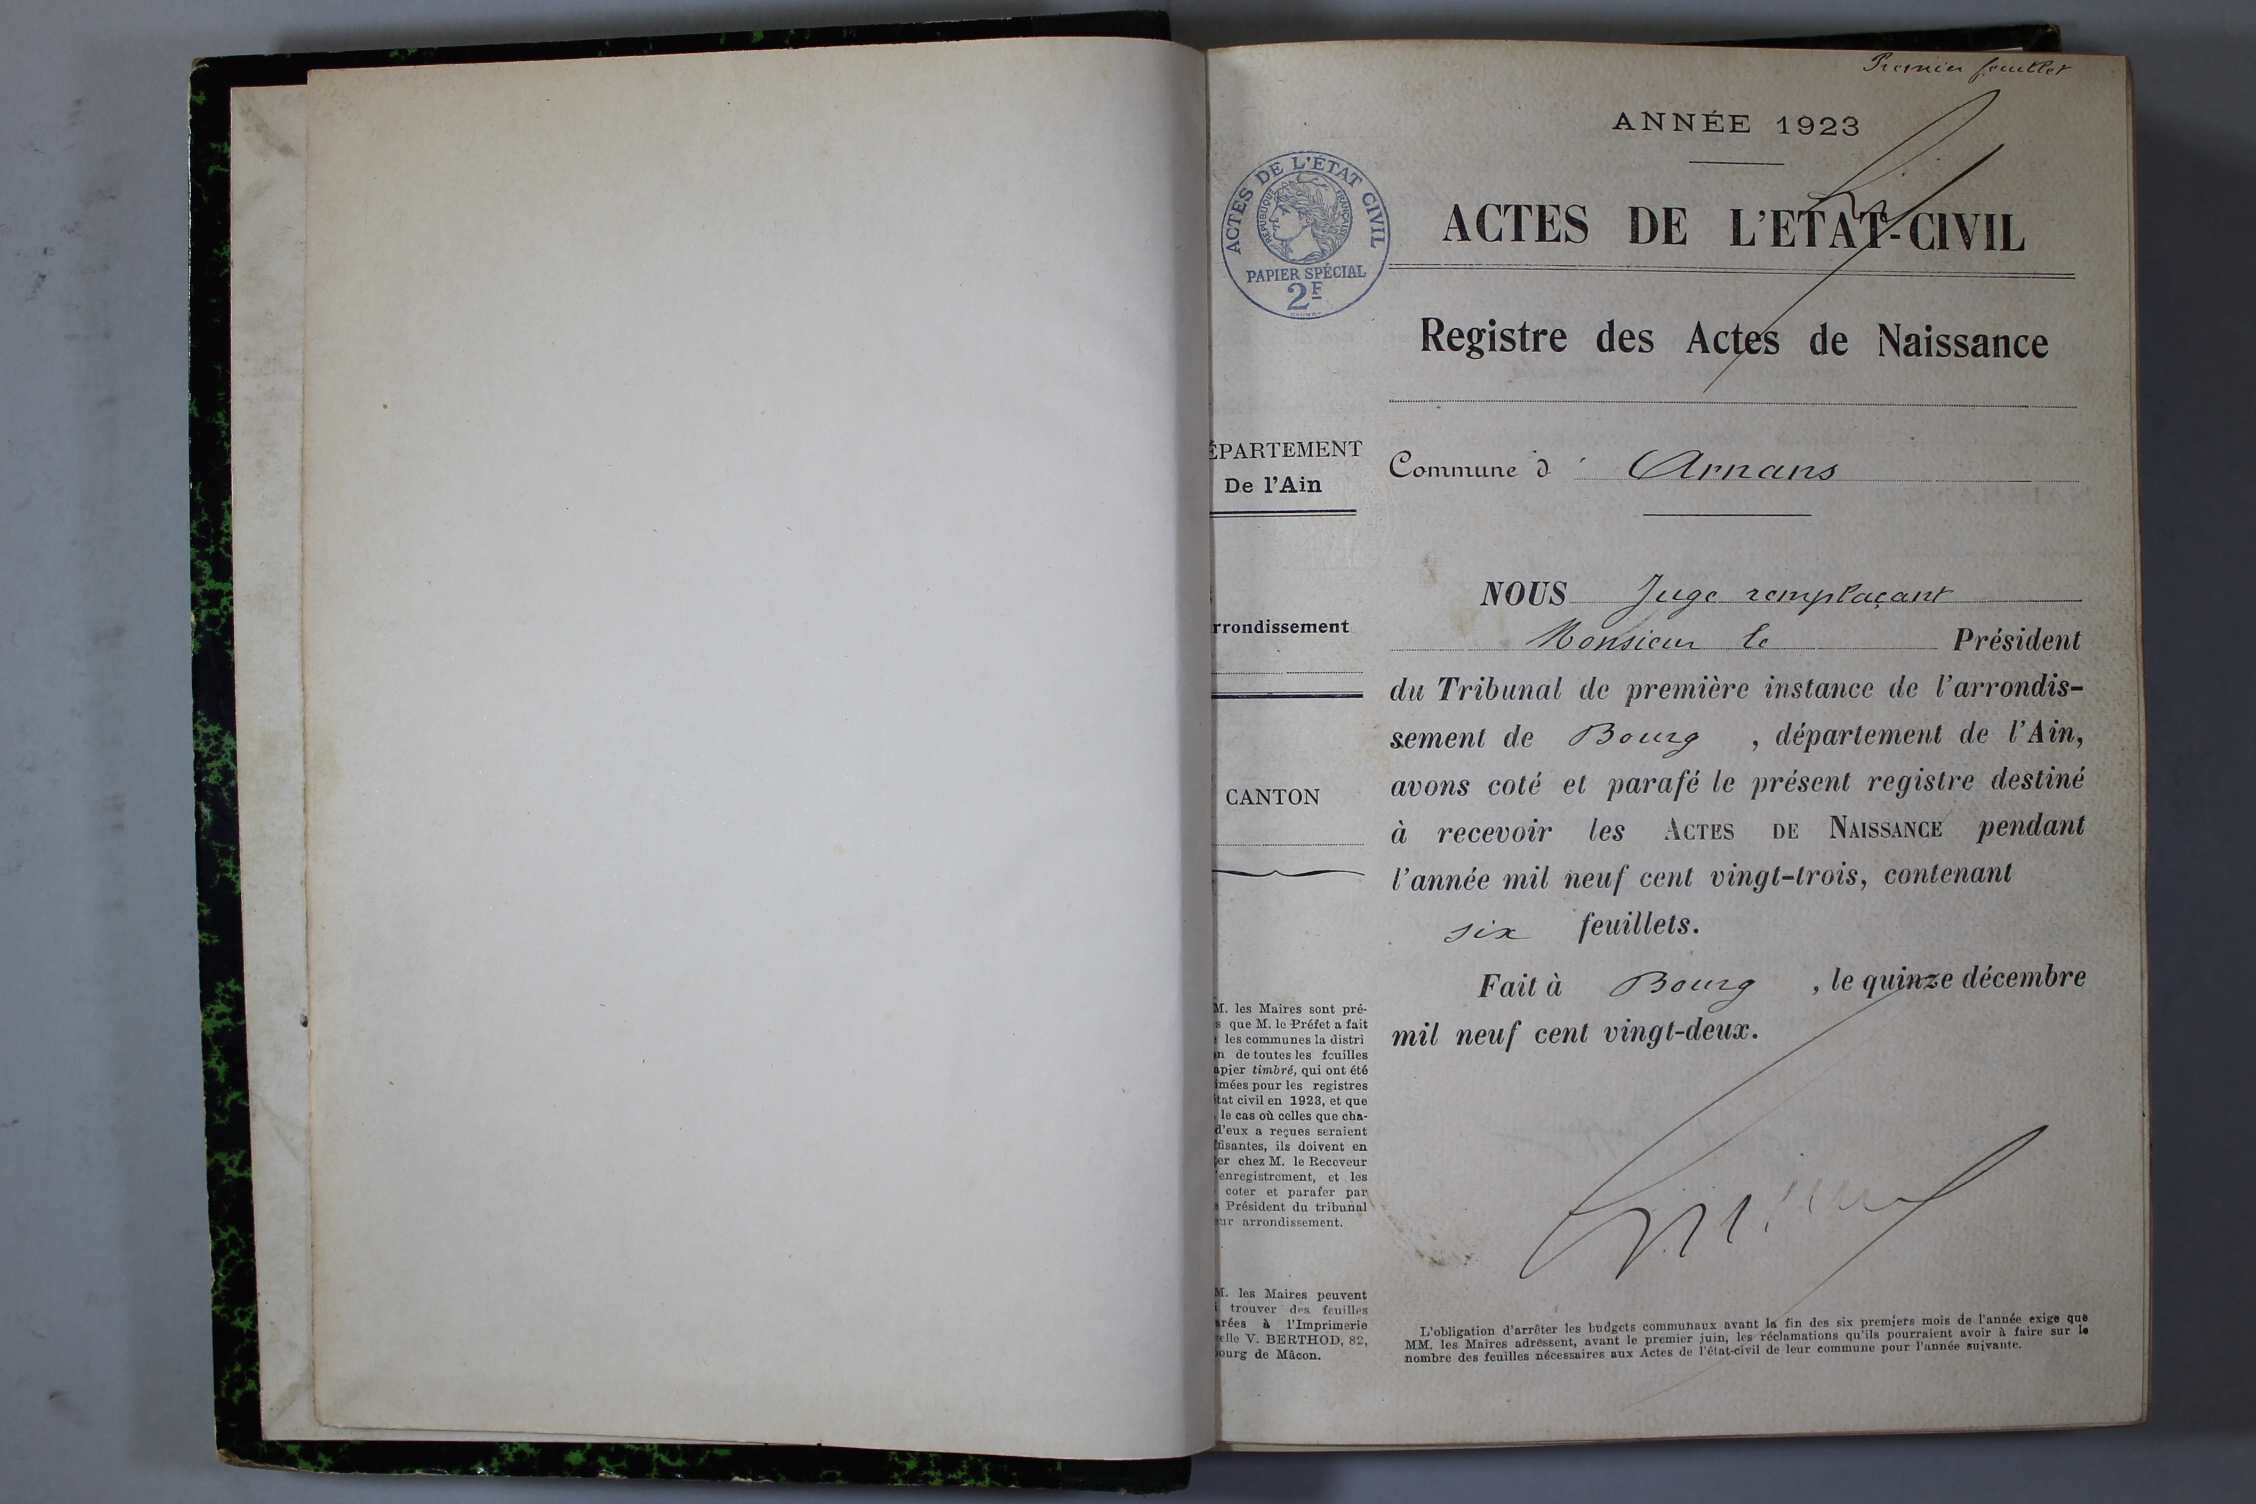 Premier feuillet
ANNÉE 1923
ACTES DE L'ÉTAT CIVIL
RÉPUBLIQUE FRANÇAISE
PAPIER SPÉCIAL
2F
ACTES DE L'ETAT-CIVIL
Registre des Actes de Naissance
ÉPARTEMENT
De l'Ain
rrondissement
CANTON
M. les Maires sont pré-
s que M. le Préfet a fait
les communes la distri
n de toutes les feuilles
apier timbré, qui ont été
imées pour les registres
tat civil en 1923, et que
le cas où celles que cha-
d'eux a reçues seraient
fisantes, ils doivent en
er chez M. le Receveur
enregistrement, et les
coter et parafer par
Président du tribunal
ur arrondissement.
M. les Maires peuvent
trouver des feuilles
rées à l'Imprimerie
elle V. BERTHOD, 82,
ourg de Mâcon.
Commune d' Arnans
NOUS Juge remplaçant
Monsieur le Président
du Tribunal de première instance de l'arrondis-
sement de Bourg , département de l'Ain,
avons coté et parafé le présent registre destiné
à recevoir les ACTES DE NAISSANCE pendant
l'année mil neuf cent vingt-trois, contenant
six feuillets.
Fait à Bourg , le quinze décembre
mil neuf cent vingt-deux.
L'obligation d'arrêter les budgets communaux avant la fin des six premiers mois de l'année exige que
MM. les Maires adressent, avant le premier juin, les réclamations qu'ils pourraient avoir à faire sur le
nombre des feuilles nécessaires aux Actes de l'état-civil de leur commune pour l'année suivante.